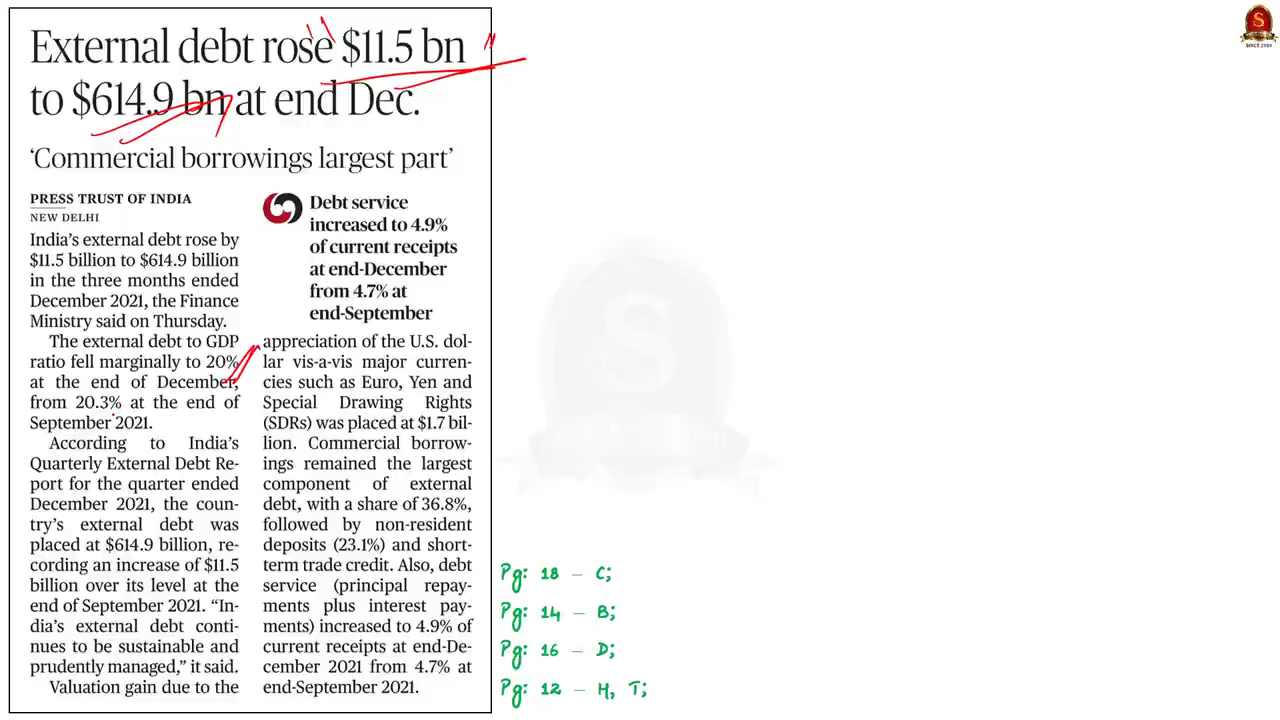 External debt rose $11.5 bn
to $614.9 bn at end Dec.
‘Commercial borrowings largest part’
PRESS TRUST OF INDIA
NEW DELHI
India’s external debt rose by
$11.5 billion to $614.9 billion
in the three months ended
December 2021, the Finance
Ministry said on Thursday.
The external debt to GDP
ratio fell marginally to 20%
at the end of December,
from 20.3% at the end of
September 2021.
According to India’s
Quarterly External Debt Re-
port for the quarter ended
December 2021, the coun-
try’s external debt was
placed at $614.9 billion, re-
cording an increase of $11.5
billion over its level at the
end of September 2021. “In-
dia’s external debt conti-
nues to be sustainable and
prudently managed,” it said.
Valuation gain due to the
Debt service
increased to 4.9%
of current receipts
at end-December
from 4.7% at
end-September
appreciation of the U.S. dol-
lar vis-a-vis major curren-
cies such as Euro, Yen and
Special Drawing Rights
(SDRs) was placed at $1.7 bil-
lion. Commercial borrow-
ings remained the largest
component of external
debt, with a share of 36.8%,
followed by non-resident
deposits (23.1%) and short-
term trade credit. Also, debt
service (principal repay-
ments plus interest pay-
ments) increased to 4.9% of
current receipts at end-De-
cember 2021 from 4.7% at
end-September 2021.
Pg: 18 – C;
Pg: 14 – B;
Pg: 16 – D;
Pg: 12 – H, T;
S
SINCE 2004
S